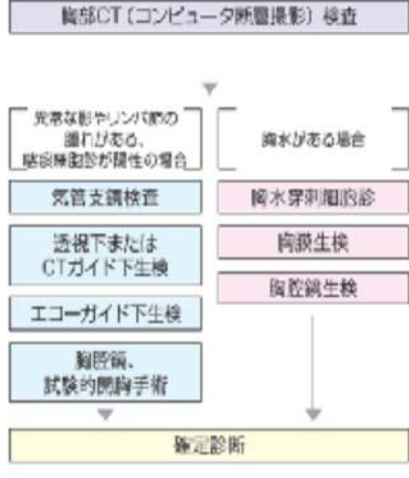 胸部CT（コンピュータ断層撮影）検査
異常な影やリンパ節の
腫れがある、
喀痰細胞診が陽性の場合
胸水がある場合
気管支鏡検査
胸水穿刺細胞診
透視下または
CTガイド下生検
胸膜生検
胸腔鏡生検
エコーガイド下生検
胸腔鏡、
試験的開胸手術
確定診断